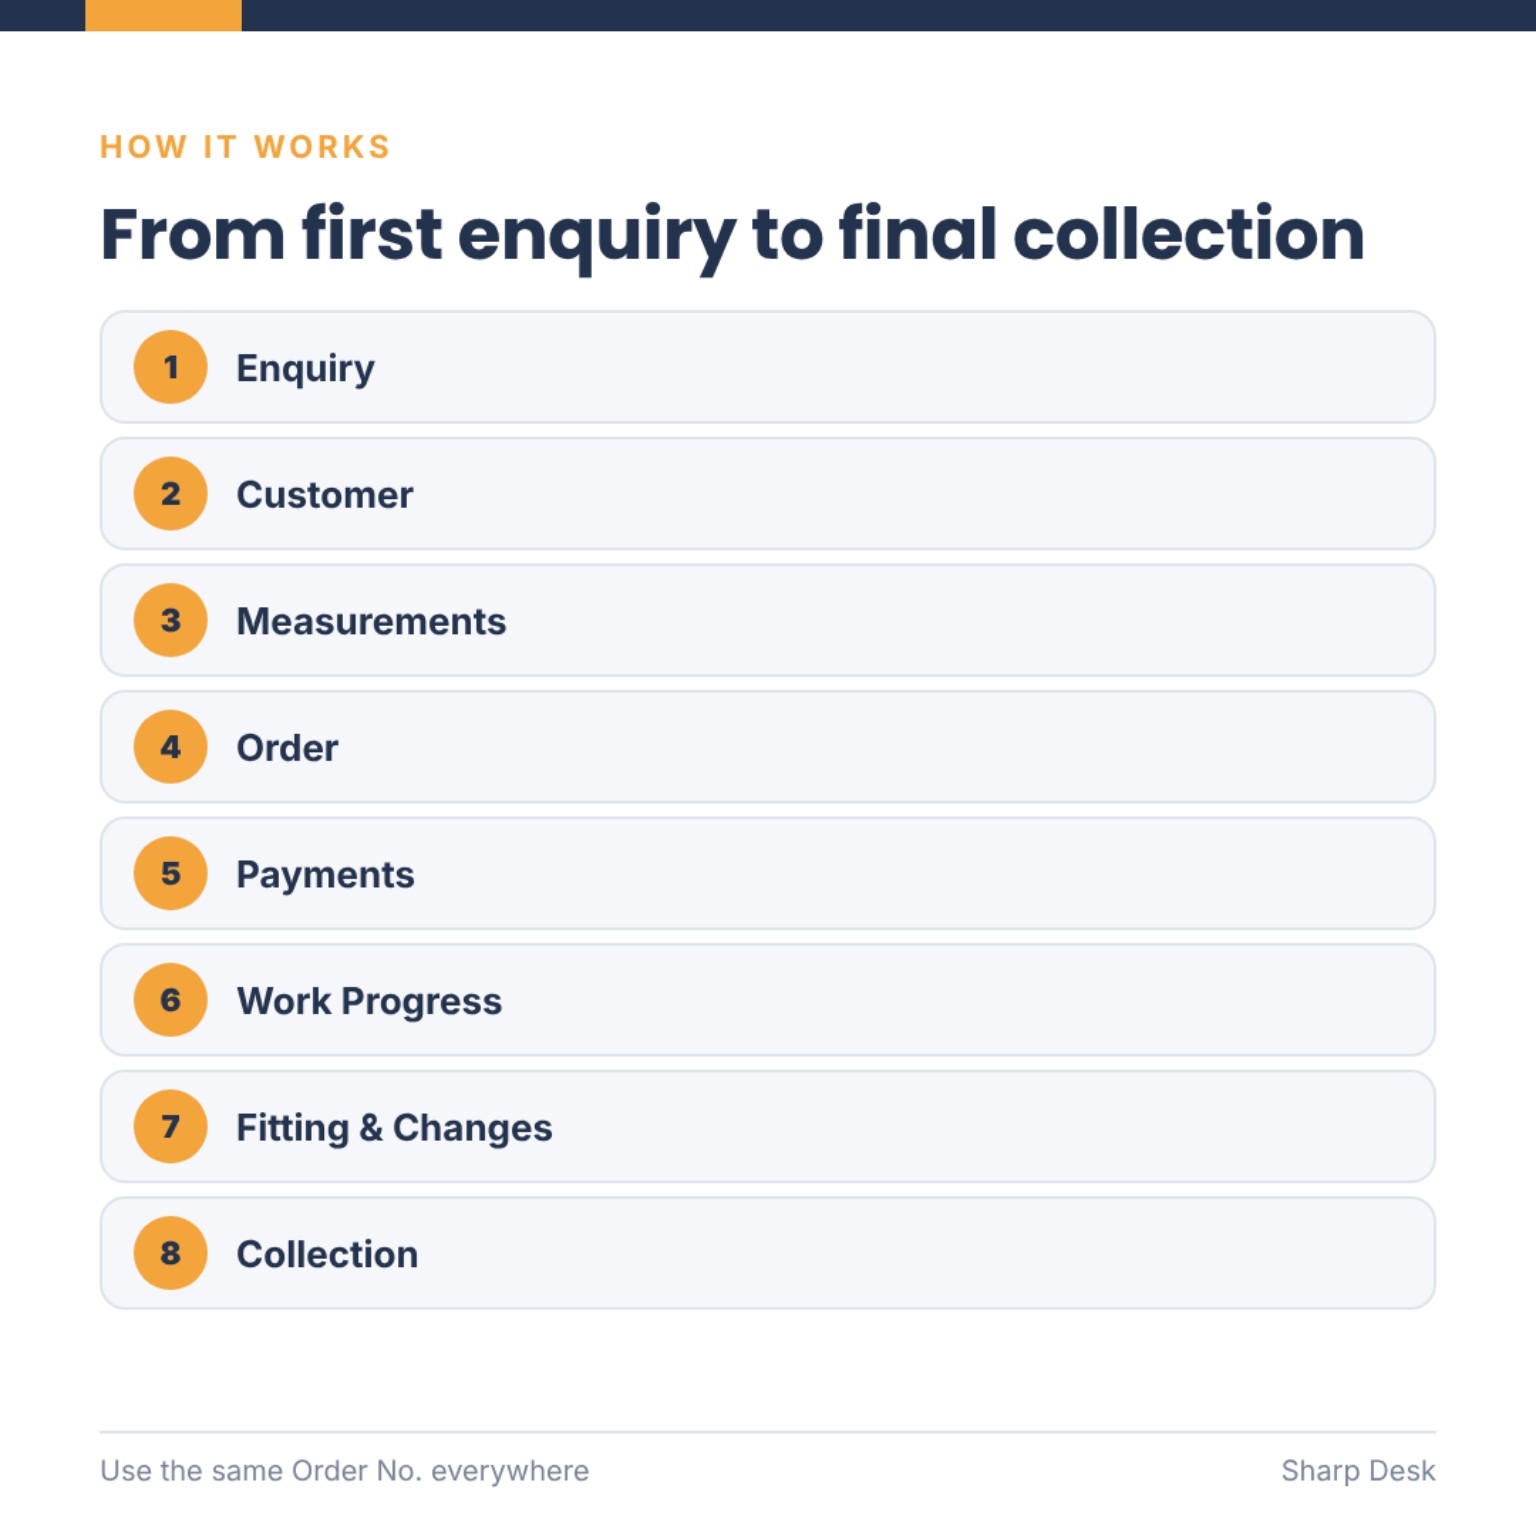 HOW IT WORKS
From first enquiry to final collection
1 Enquiry
2 Customer
3 Measurements
4 Order
5 Payments
6 Work Progress
7 Fitting & Changes
8 Collection
Use the same Order No. everywhere
Sharp Desk